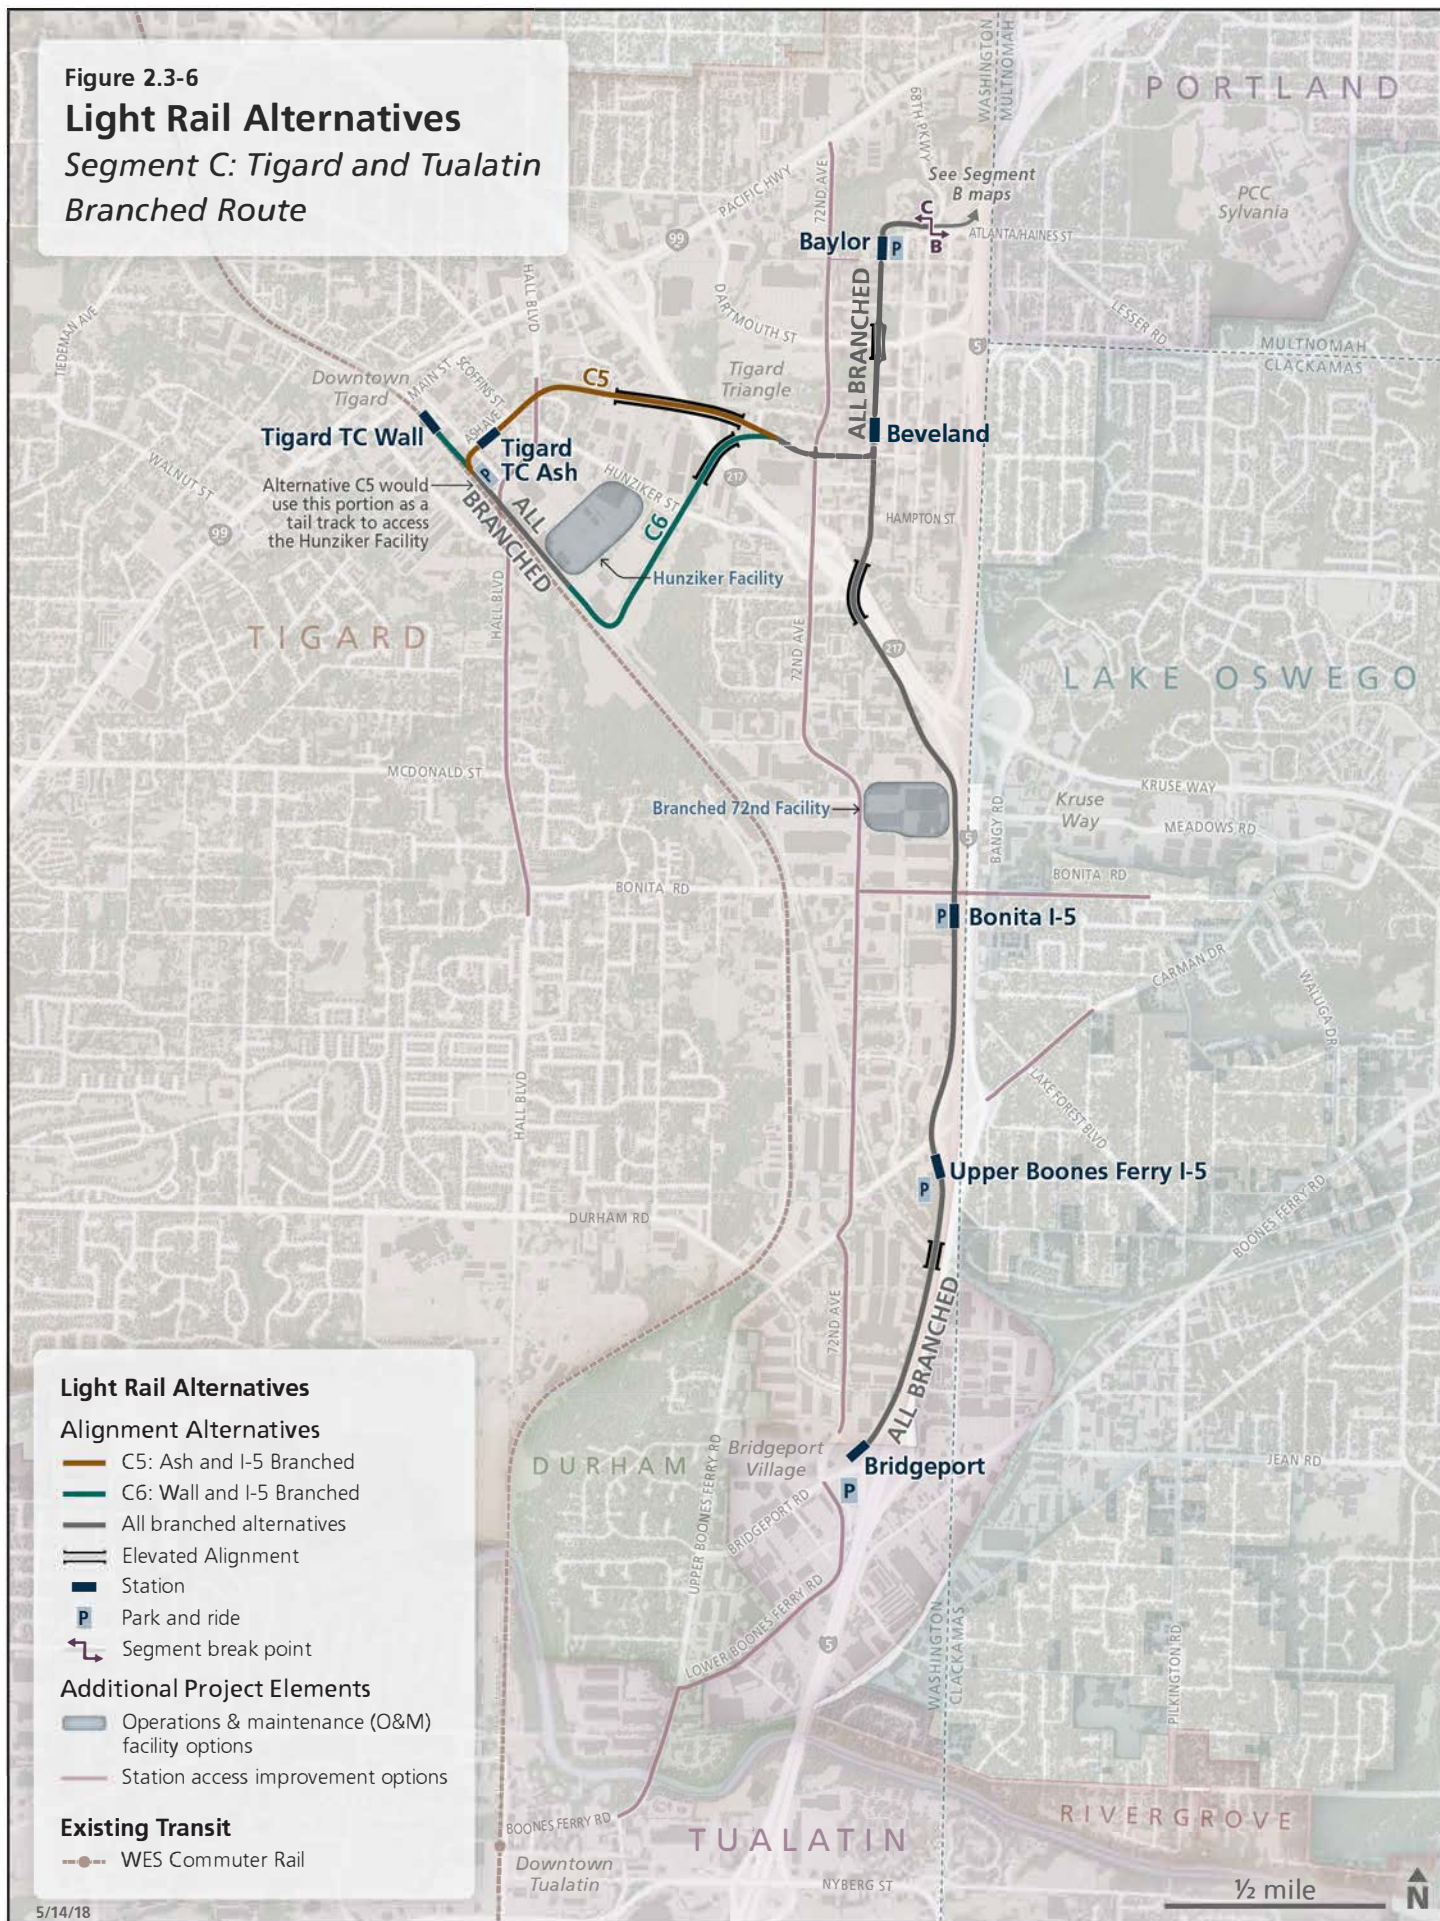 Figure 2.3-6
Light Rail Alternatives
Segment C: Tigard and Tualatin
Branched Route
WASHINGTON
MULTNOMAH
PORTLAND
68TH PKWY
See Segment
B maps
PACIFIC HWY
72ND AVE
PCC
Sylvania
C
B
ATLANTA/HAINES ST
99
Baylor
P
ALL BRANCHED
HALL BLVD
DARTMOUTH ST
LESSER RD
TIEDEMAN AVE
5
MULTNOMAH
CLACKAMAS
Downtown
Tigard
MAIN ST
SCOFFINS ST
C5
Tigard
Triangle
ASH AVE
Tigard TC Wall
Tigard
TC Ash
P
Beveland
WALNUT ST
Alternative C5 would
use this portion as a
tail track to access
the Hunziker Facility
ALL
BRANCHED
HUNZIKER ST
217
99
C6
HAMPTON ST
Hunziker Facility
HALL BLVD
TIGARD
72ND AVE
217
LAKE OSWEGO
MCDONALD ST
Branched 72nd Facility
KRUSE WAY
Kruse
Way
BANGY RD
MEADOWS RD
5
BONITA RD
BONITA RD
P
Bonita I-5
CARMAN DR
WALUGA DR
HALL BLVD
LAKE FOREST BLVD
Upper Boones Ferry I-5
P
DURHAM RD
BOONES FERRY RD
72ND AVE
ALL BRANCHED
Bridgeport
Village
Bridgeport
P
JEAN RD
DURHAM
UPPER BOONES FERRY RD
BRIDGEPORT RD
LOWER BOONES FERRY RD
5
WASHINGTON
CLACKAMAS
PILKINGTON RD
Light Rail Alternatives
Alignment Alternatives
C5: Ash and I-5 Branched
C6: Wall and I-5 Branched
All branched alternatives
Elevated Alignment
Station
P
Park and ride
Segment break point
Additional Project Elements
Operations & maintenance (O&M)
facility options
Station access improvement options
Existing Transit
WES Commuter Rail
BOONES FERRY RD
TUALATIN
RIVERGROVE
Downtown
Tualatin
NYBERG ST
½ mile
N
5/14/18